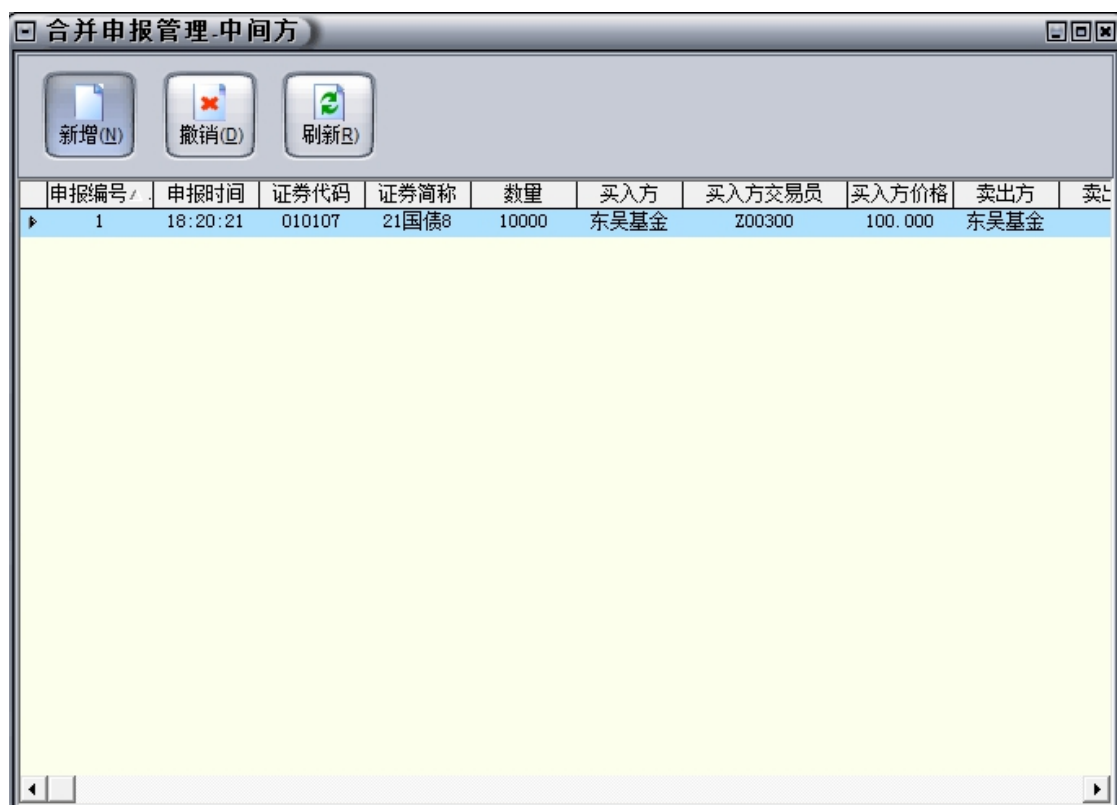 合并申报管理-中间方
新增(N) 撤销(D) 刷新R)
申报编号 申报时间 证券代码 证券简称 数量 买入方 买入方交易员 买入方价格 卖出方 卖
1 18:20:21 010107 21国债8 10000 东吴基金 Z00300 100.000 东吴基金